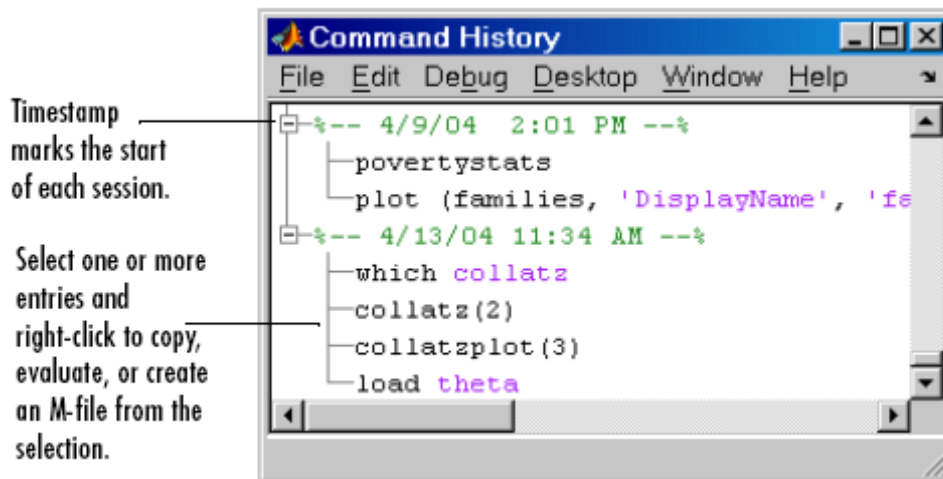 Command History
File Edit Debug Desktop Window Help
Timestamp
marks the start
of each session.
%-- 4/9/04 2:01 PM --%
povertystats
plot (families, 'DisplayName', 'fa
%-- 4/13/04 11:34 AM --%
which collatz
collatz(2)
collatzplot(3)
load theta
Select one or more
entries and
right-click to copy,
evaluate, or create
an M-file from the
selection.